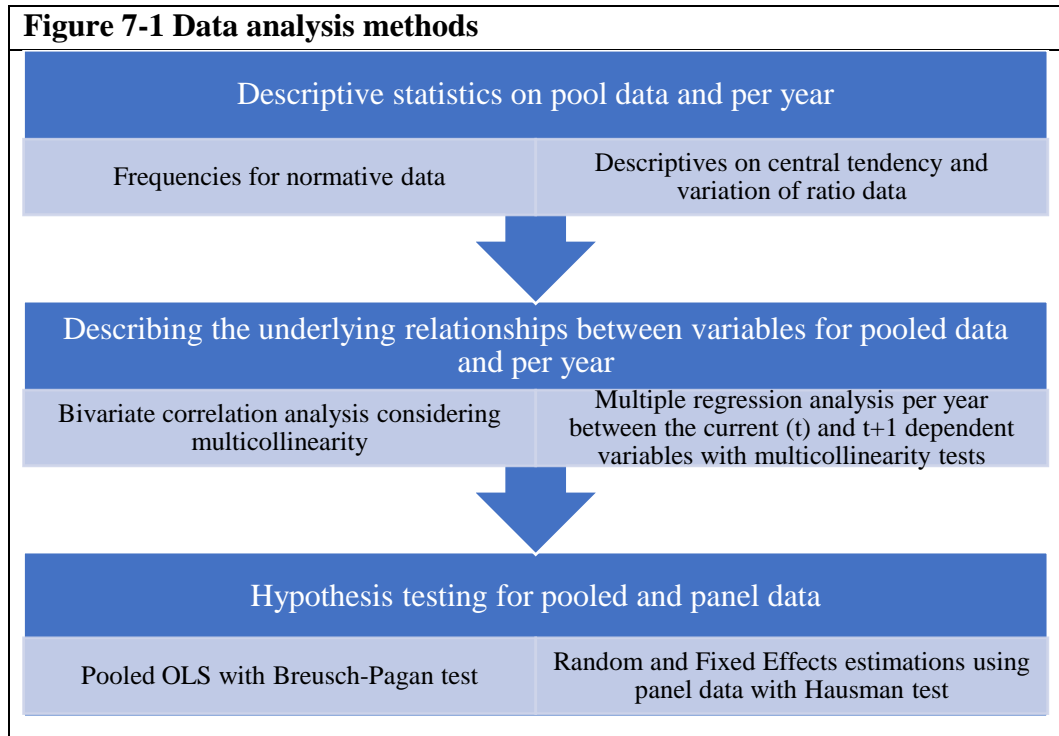 Figure 7-1 Data analysis methods
Descriptive statistics on pool data and per year
Frequencies for normative data
Descriptives on central tendency and
variation of ratio data
Describing the underlying relationships between variables for pooled data
and per year
Bivariate correlation analysis considering
multicollinearity
Multiple regression analysis per year
between the current (t) and t+1 dependent
variables with multicollinearity tests
Hypothesis testing for pooled and panel data
Pooled OLS with Breusch-Pagan test
Random and Fixed Effects estimations using
panel data with Hausman test